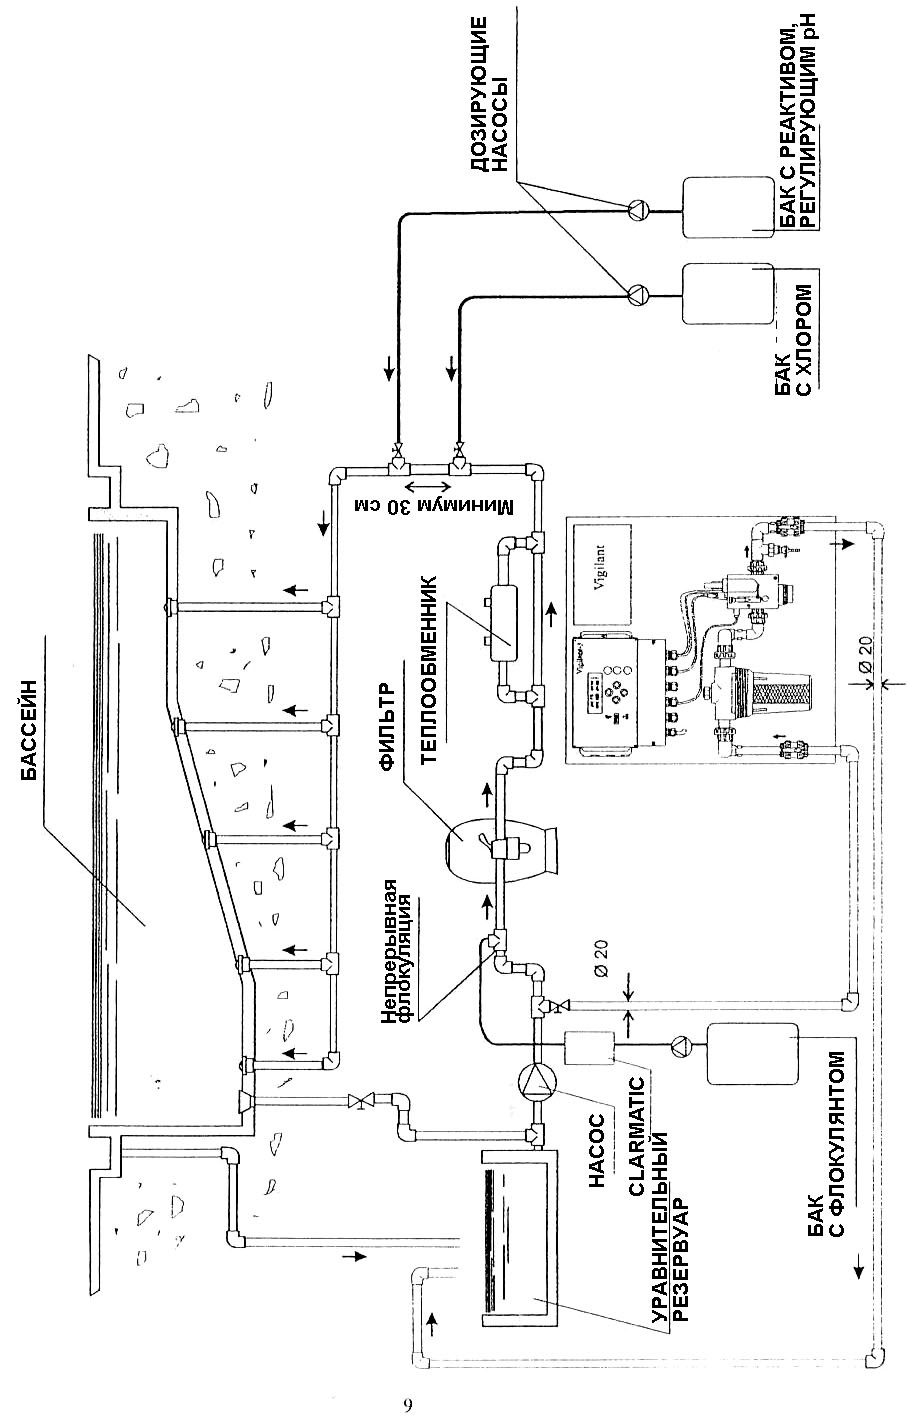 БАССЕЙН
ДОЗИРУЮЩИЕ
НАСОСЫ
БАК С РЕАКТИВОМ,
РЕГУЛИРУЮЩИМ pH
БАК
С ХЛОРОМ
Минимум 30 см
ТЕПЛООБМЕННИК
ФИЛЬТР
Непрерывная
флокуляция
Vigilant
Ø 20
Ø 20
НАСОС
CLARMATIC
УРАВНИТЕЛЬНЫЙ
РЕЗЕРВУАР
БАК
С ФЛОКУЛЯНТОМ
9